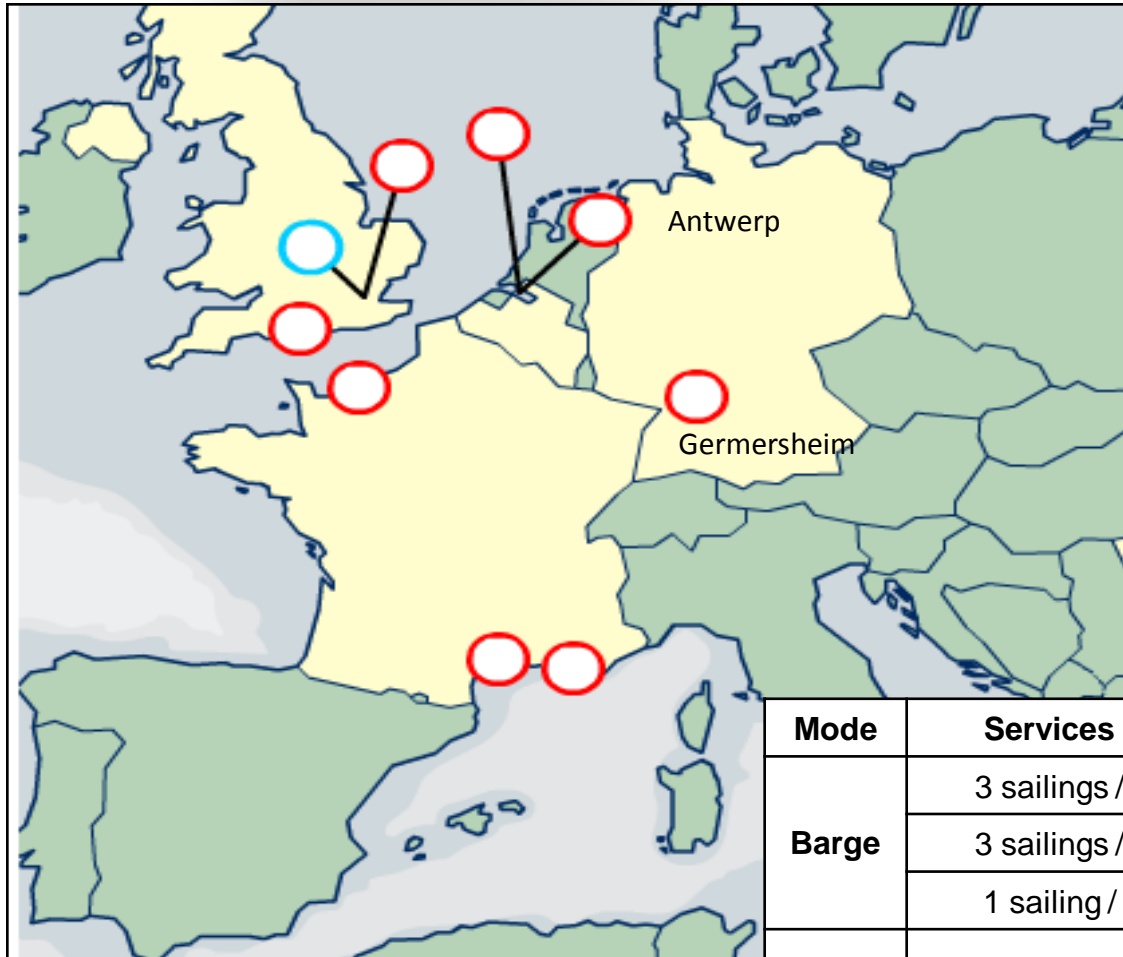 Antwerp
Germersheim
Mode Services
3 sailings /
Barge
3 sailings /
1 sailing /